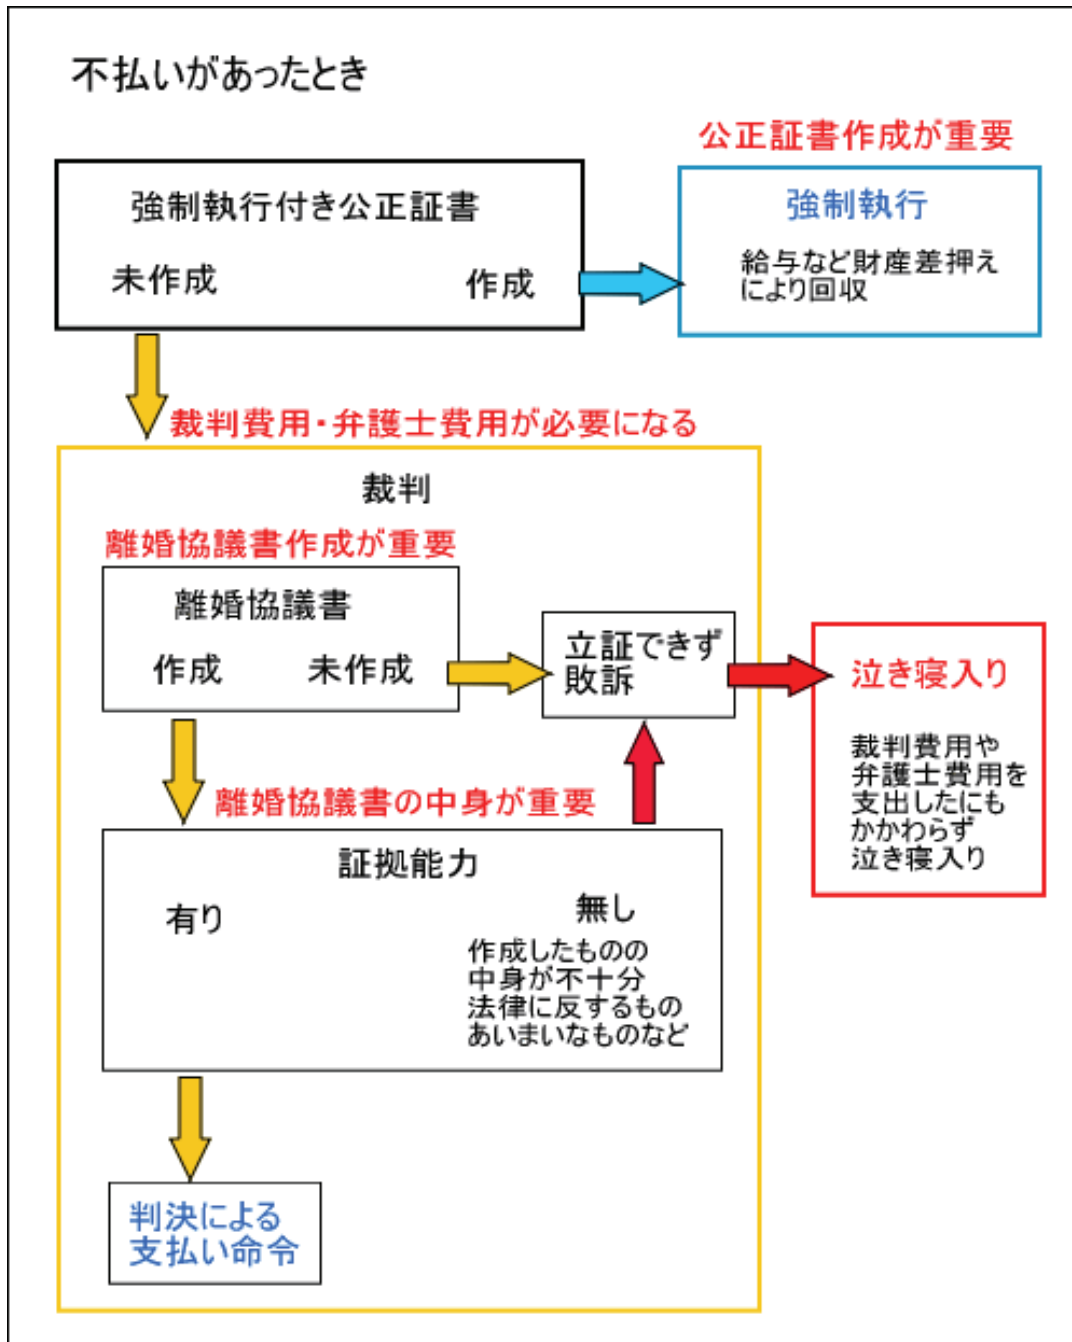 不払いがあったとき
公正証書作成が重要
強制執行付き公正証書
未作成
作成
強制執行
給与など財産差押え
により回収
裁判費用・弁護士費用が必要になる
裁判
離婚協議書作成が重要
離婚協議書
作成
未作成
立証できず
敗訴
泣き寝入り
裁判費用や
弁護士費用を
支出したにも
かかわらず
泣き寝入り
離婚協議書の中身が重要
証拠能力
有り
無し
作成したものの
中身が不十分
法律に反するもの
あいまいなものなど
判決による
支払い命令